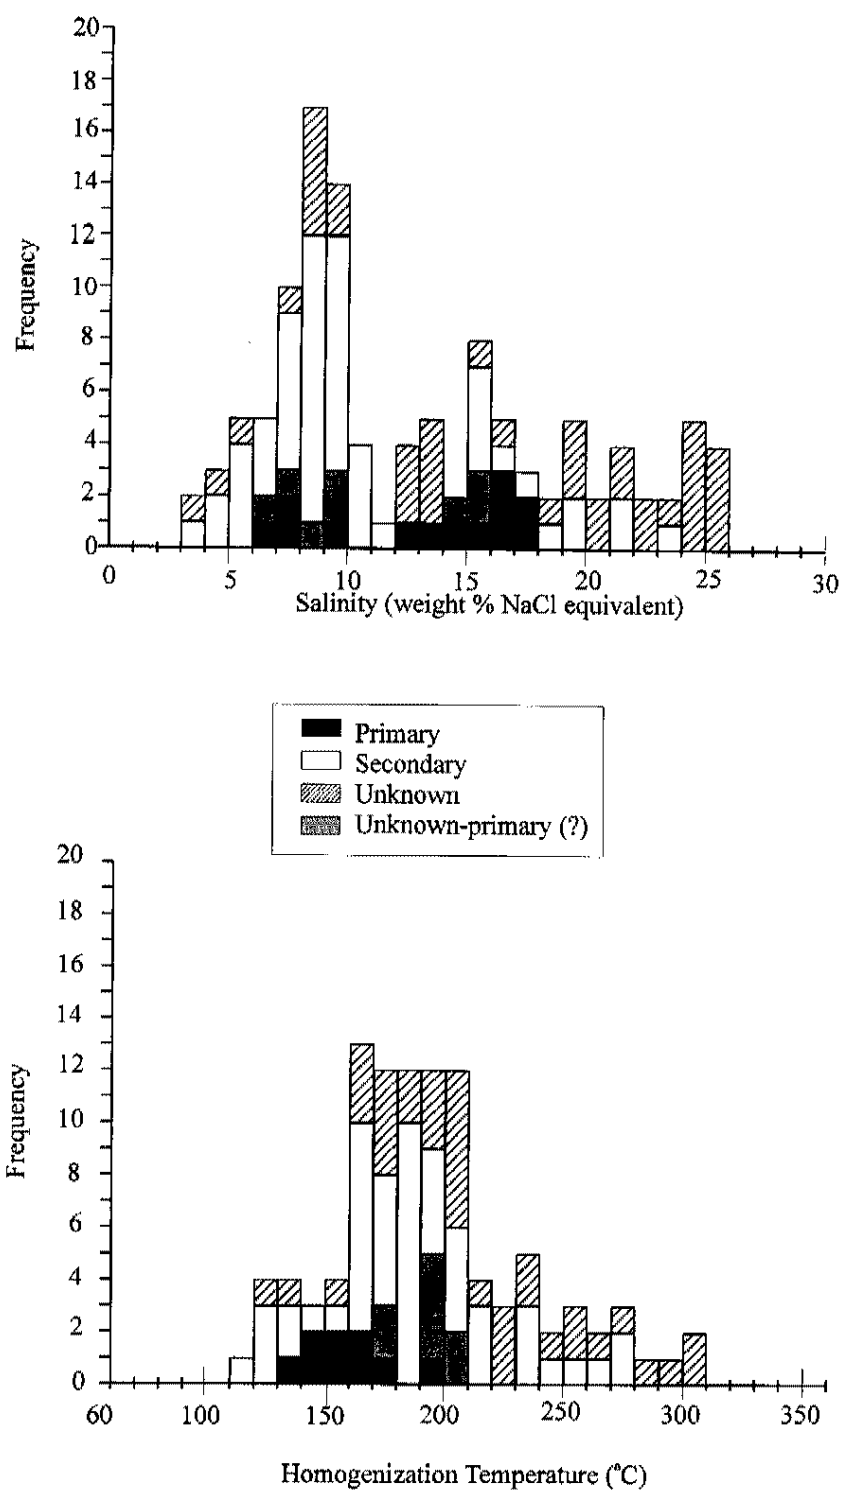 20
18
16
14
12
10
8
6
4
2
0
Frequency
0 5 10 15 20 25 30
Salinity (weight % NaCl equivalent)
Primary
Secondary
Unknown
Unknown-primary (?)
20
18
16
14
12
10
8
6
4
2
0
Frequency
60 100 150 200 250 300 350
Homogenization Temperature (°C)